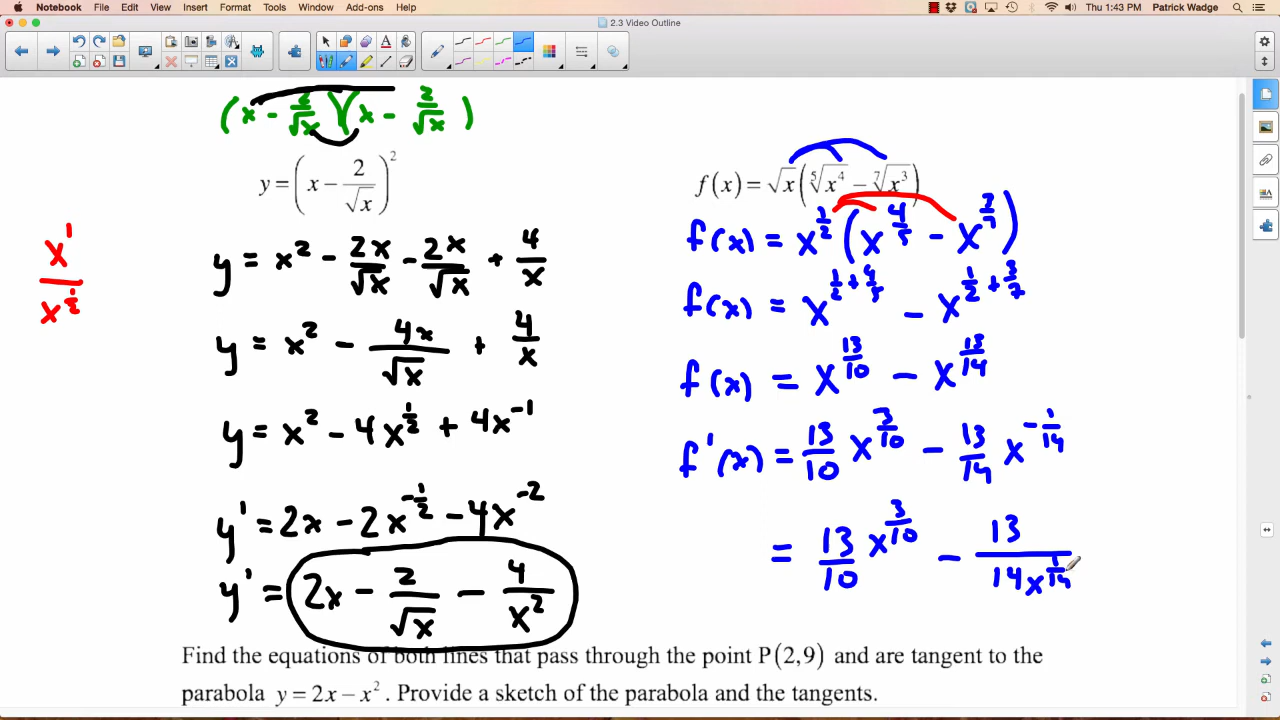 Notebook File Edit View Insert Format Tools Window Add-ons Help Thu 1:43 PM Patrick Wadge
2.3 Video Outline
(x - 2/√x)(x - 2/√x)
y = (x - 2/√x)²
y = x² - 2x/√x - 2x/√x + 4/x
y = x² - 4x/√x + 4/x
y = x² - 4x^(1/2) + 4x^(-1)
y' = 2x - 2x^(-1/2) - 4x^(-2)
y' = 2x - 2/√x - 4/x²
x^1/x^(1/2)
f(x) = √x(⁵√x⁴ - ⁷√x³)
f(x) = x^(1/2)(x^(4/5) - x^(3/7))
f(x) = x^(1/2 + 4/5) - x^(1/2 + 3/7)
f(x) = x^(13/10) - x^(13/14)
f'(x) = 13/10 x^(3/10) - 13/14 x^(-1/14)
= 13/10 x^(3/10) - 13/(14x^(1/14))
Find the equations of both lines that pass through the point P(2,9) and are tangent to the
parabola y = 2x - x². Provide a sketch of the parabola and the tangents.